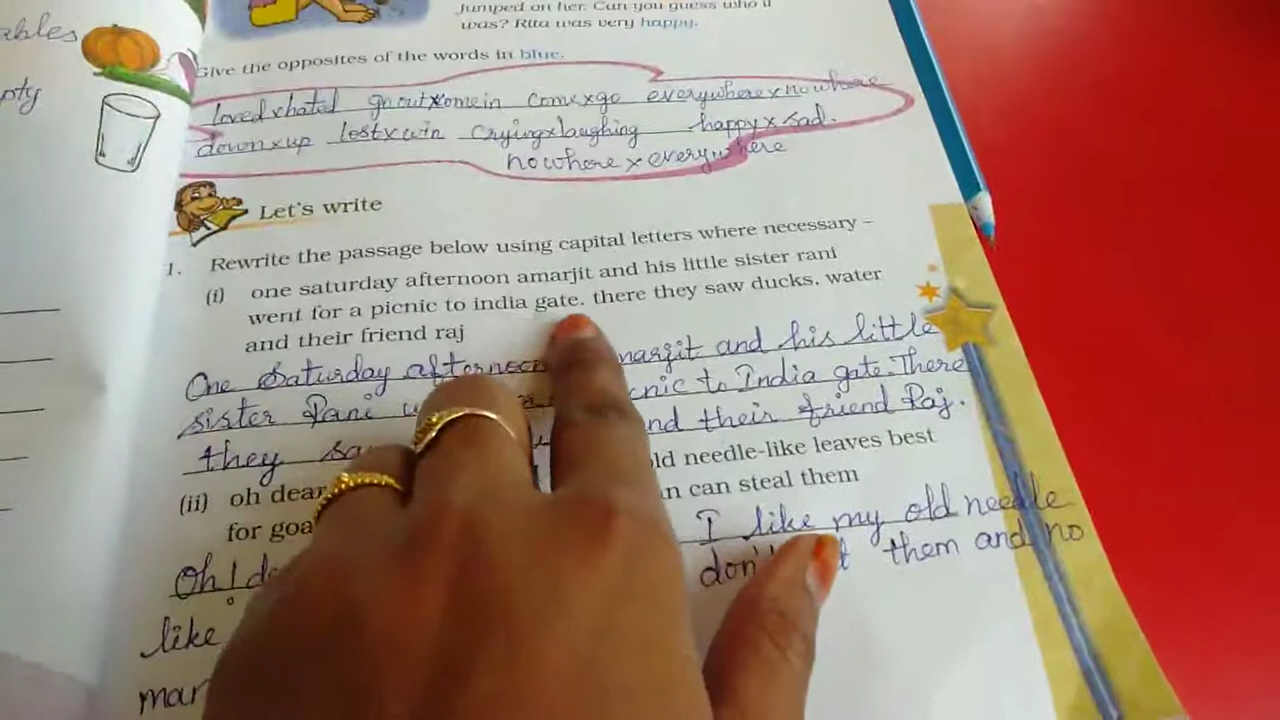 ables
pty
Jumped on her. Can you guess who it
was? Rita was very happy.
Give the opposites of the words in blue.
loved x hated go out x come in come x go everywhere x nowhere
down x up lost x win crying x laughing happy x sad.
nowhere x everywhere
Let's write
1. Rewrite the passage below using capital letters where necessary –
(i) one saturday afternoon amarjit and his little sister rani
went for a picnic to india gate. there they saw ducks, water
and their friend raj
One Saturday afternoon marjit and his little
sister Rani cnic to India gate. There
they sa nd their friend Raj.
(ii) oh dear ld needle-like leaves best
for goa n can steal them
Oh! de I like my old needle
like don't them and no
man